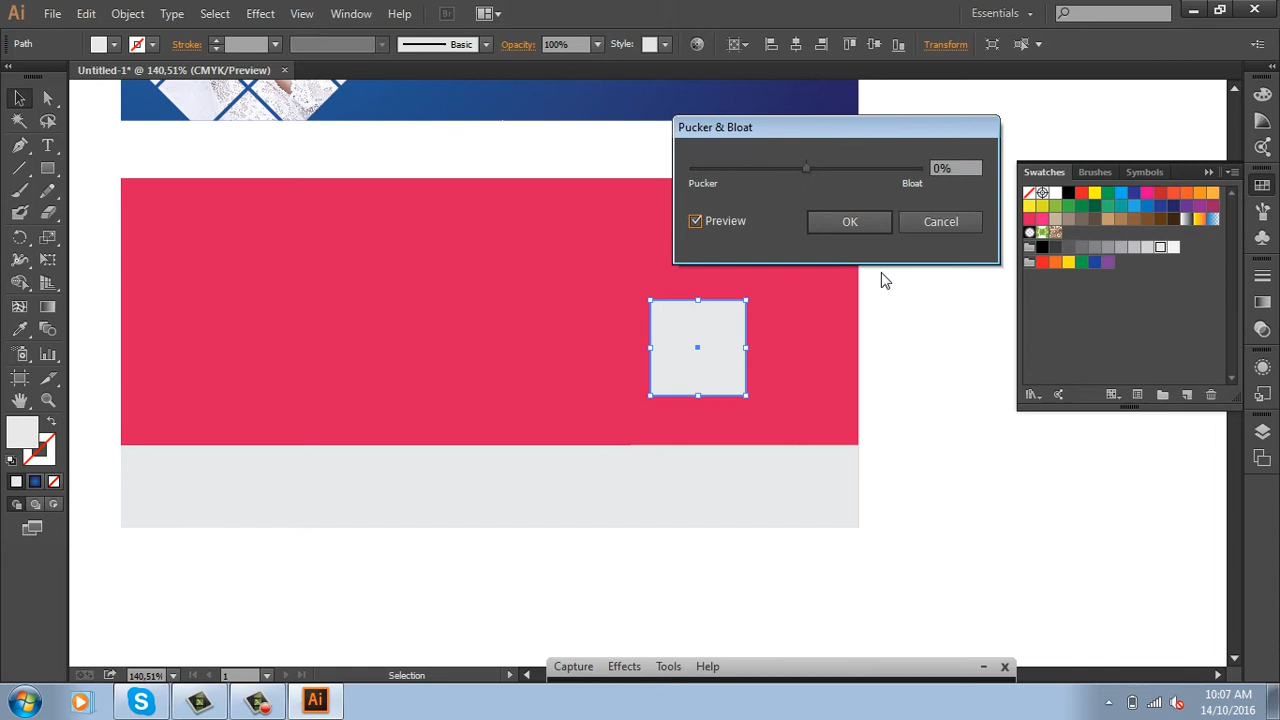 Ai File Edit Object Type Select Effect View Window Help Br Essentials
Path Stroke: Basic Opacity: 100% Style: Transform
Untitled-1* @ 140,51% (CMYK/Preview)
Pucker & Bloat
0%
Pucker Bloat
Preview OK Cancel
Swatches Brushes Symbols
Capture Effects Tools Help
140,51% 1 Selection
Ai
10:07 AM
14/10/2016